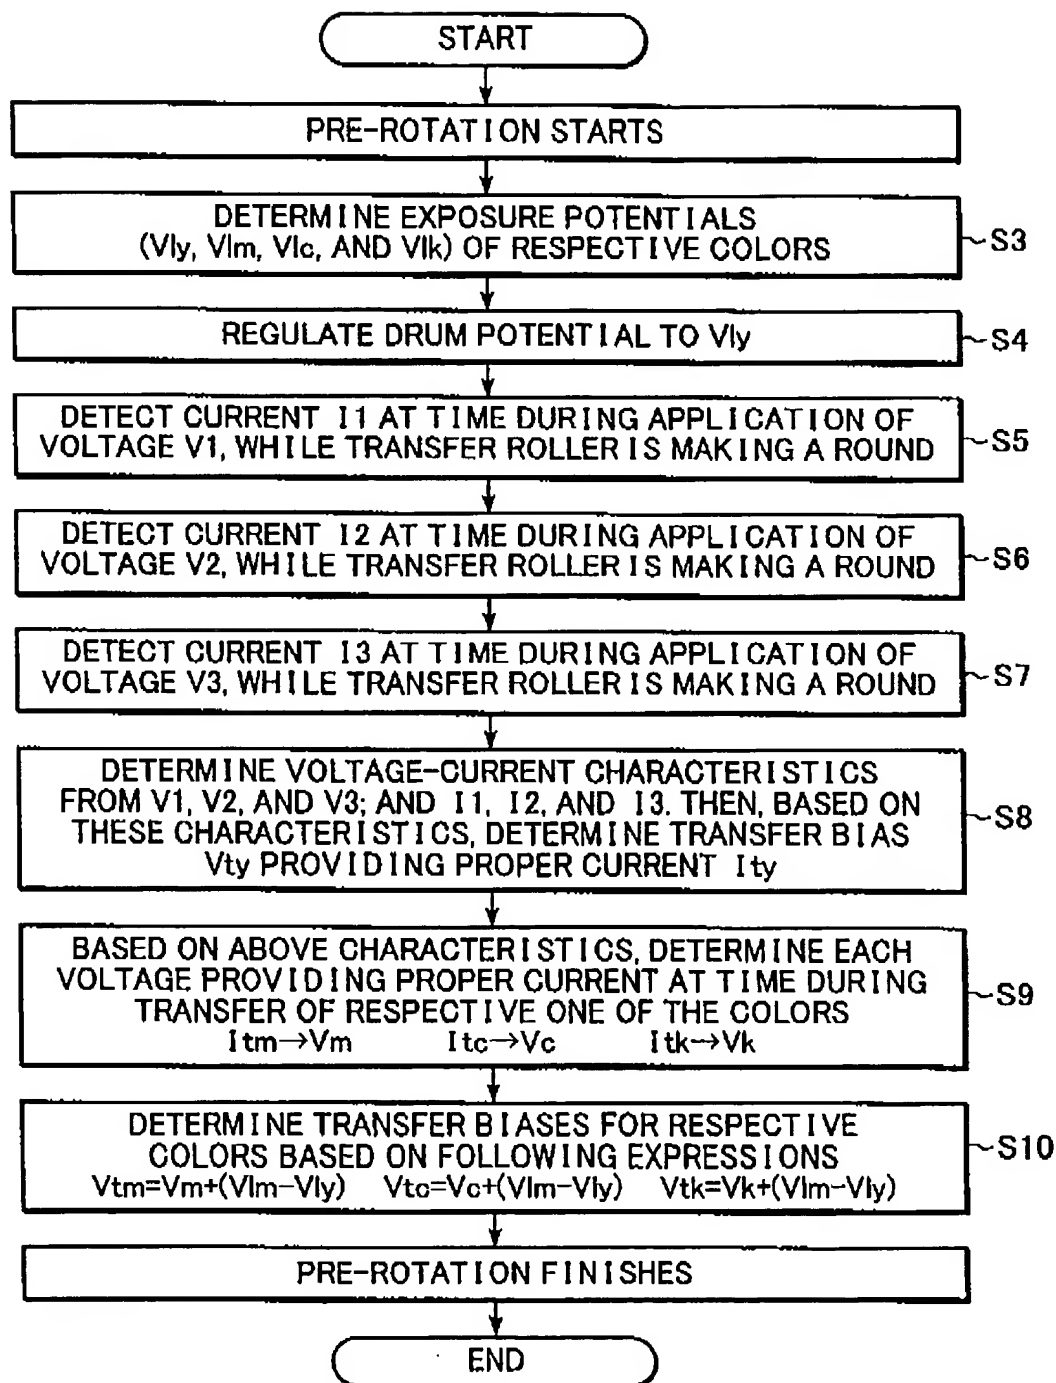 START
PRE-ROTATION STARTS
DETERMINE EXPOSURE POTENTIALS
(Vly, Vlm, Vlc, AND Vlk) OF RESPECTIVE COLORS
S3
REGULATE DRUM POTENTIAL TO Vly
S4
DETECT CURRENT I1 AT TIME DURING APPLICATION OF
VOLTAGE V1, WHILE TRANSFER ROLLER IS MAKING A ROUND
S5
DETECT CURRENT I2 AT TIME DURING APPLICATION OF
VOLTAGE V2, WHILE TRANSFER ROLLER IS MAKING A ROUND
S6
DETECT CURRENT I3 AT TIME DURING APPLICATION OF
VOLTAGE V3, WHILE TRANSFER ROLLER IS MAKING A ROUND
S7
DETERMINE VOLTAGE-CURRENT CHARACTERISTICS
FROM V1, V2, AND V3; AND I1, I2, AND I3. THEN, BASED ON
THESE CHARACTERISTICS, DETERMINE TRANSFER BIAS
Vty PROVIDING PROPER CURRENT Ity
S8
BASED ON ABOVE CHARACTERISTICS, DETERMINE EACH
VOLTAGE PROVIDING PROPER CURRENT AT TIME DURING
TRANSFER OF RESPECTIVE ONE OF THE COLORS
Itm→Vm Itc→Vc Itk→Vk
S9
DETERMINE TRANSFER BIASES FOR RESPECTIVE
COLORS BASED ON FOLLOWING EXPRESSIONS
Vtm=Vm+(Vlm-Vly) Vtc=Vc+(Vlm-Vly) Vtk=Vk+(Vlm-Vly)
S10
PRE-ROTATION FINISHES
END